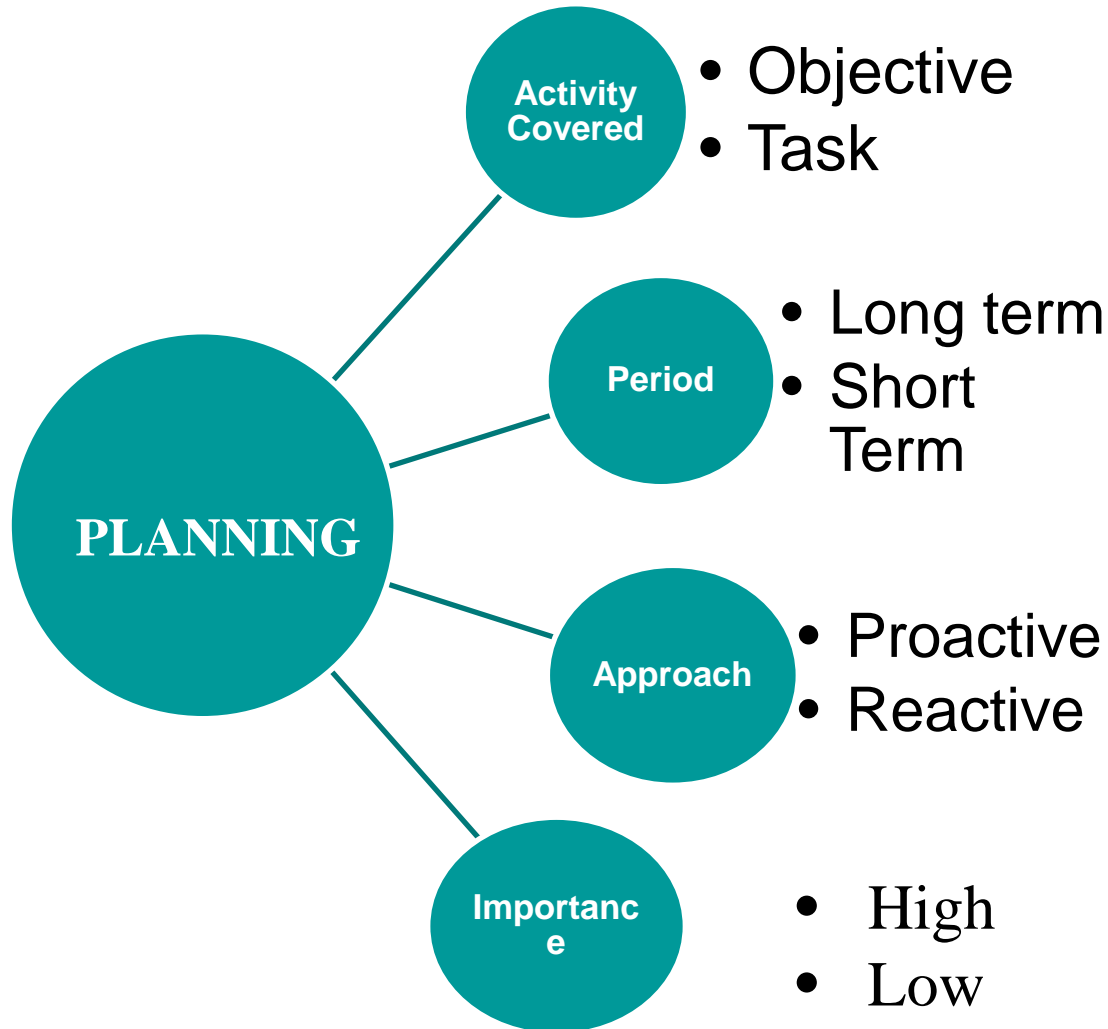 Activity
Covered
• Objective
• Task
Period
• Long term
• Short
Term
PLANNING
Approach
• Proactive
• Reactive
Importanc
e
• High
• Low